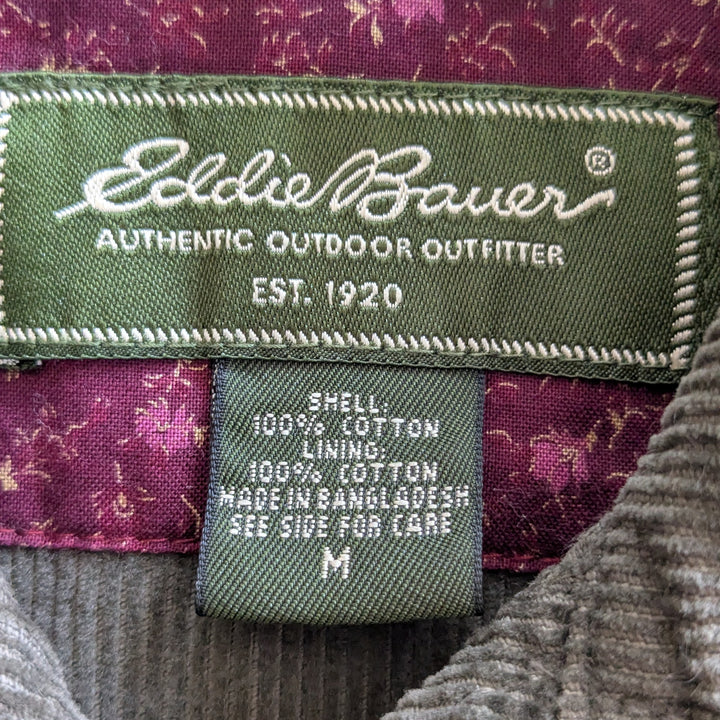 Eddie Bauer®
AUTHENTIC OUTDOOR OUTFITTER
EST. 1920
SHELL:
100% COTTON
LINING:
100% COTTON
MADE IN BANGLADESH
SEE SIDE FOR CARE
M